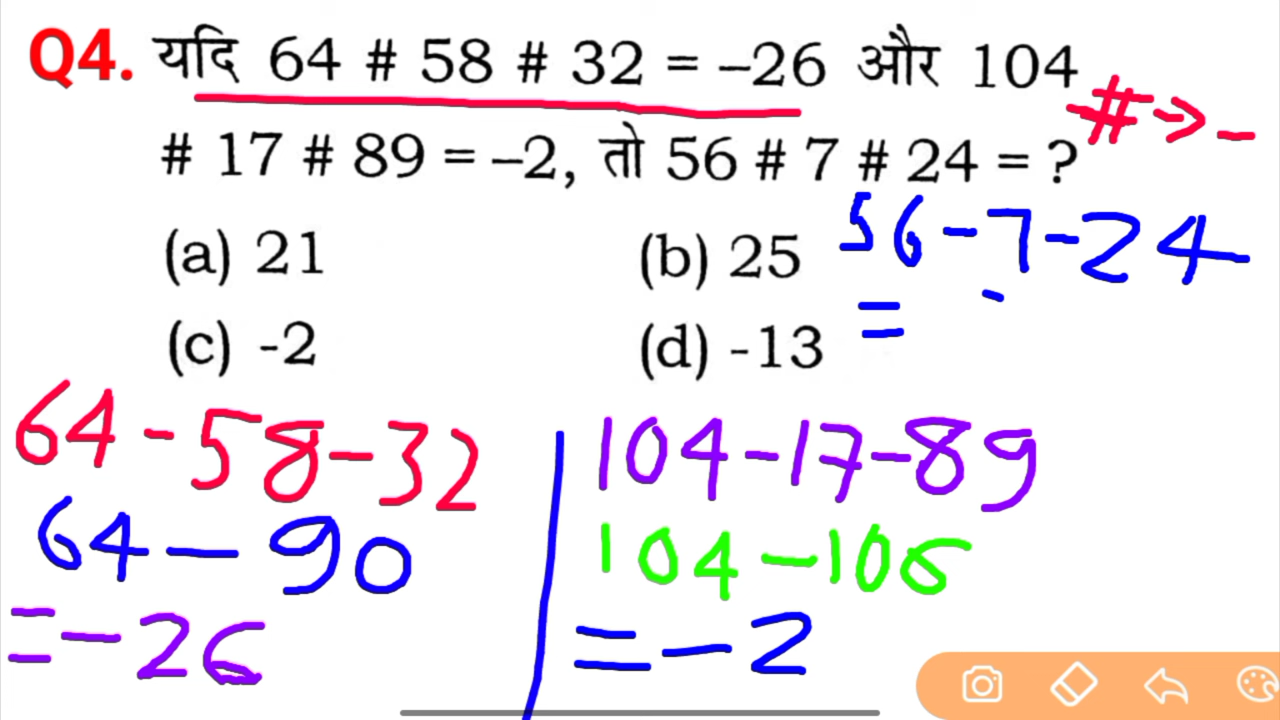 Q4. यदि 64 # 58 # 32 = –26 और 104
# → –
# 17 # 89 = –2, तो 56 # 7 # 24 = ?
(a) 21
(b) 25
56 - 7 - 24
=
(c) -2
(d) -13
64 - 58 - 32
64 - 90
= - 26
104 - 17 - 89
104 - 106
= - 2